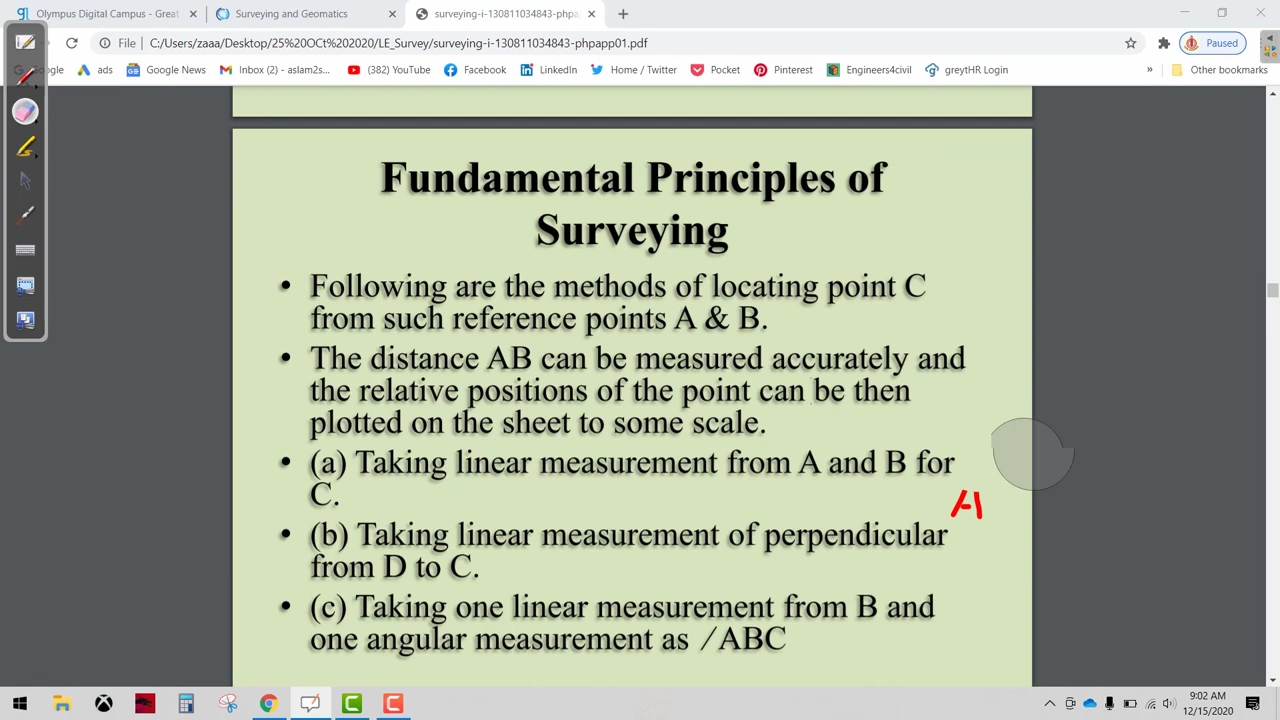 Olympus Digital Campus - Great
Surveying and Geomatics
surveying-i-130811034843-phpapp
File
C:/Users/zaaa/Desktop/25%20OCt%202020/LE_Survey/surveying-i-130811034843-phpapp01.pdf
Paused
ads
Google News
Inbox (2) - aslam2s...
(382) YouTube
Facebook
LinkedIn
Home / Twitter
Pocket
Pinterest
Engineers4civil
greytHR Login
»
Other bookmarks
Fundamental Principles of
Surveying
• Following are the methods of locating point C
from such reference points A & B.
• The distance AB can be measured accurately and
the relative positions of the point can be then
plotted on the sheet to some scale.
• (a) Taking linear measurement from A and B for
C.
• (b) Taking linear measurement of perpendicular
from D to C.
• (c) Taking one linear measurement from B and
one angular measurement as ∕ABC
9:02 AM
12/15/2020